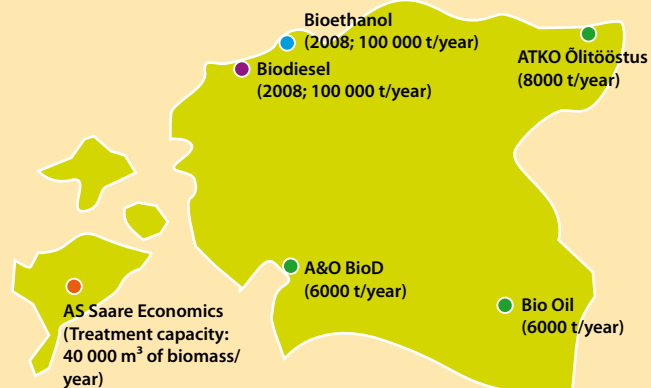 Bioethanol
(2008; 100 000 t/year)
Biodiesel
(2008; 100 000 t/year)
ATKO Õlitööstus
(8000 t/year)
A&O BioD
(6000 t/year)
Bio Oil
(6000 t/year)
AS Saare Economics
(Treatment capacity:
40 000 m³ of biomass/
year)